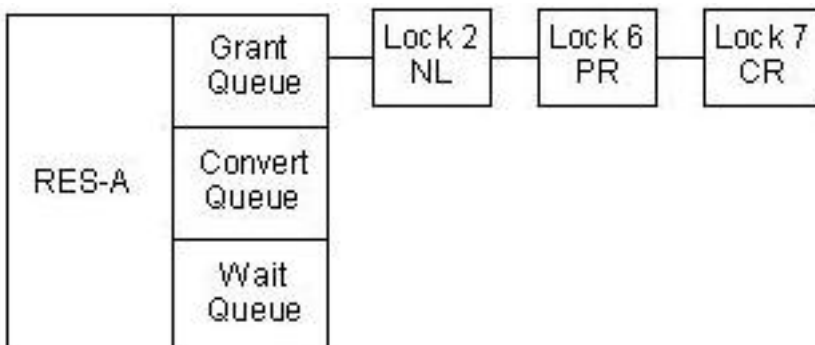 RES-A
Grant
Queue
Lock 2
NL
Lock 6
PR
Lock 7
CR
Convert
Queue
Wait
Queue